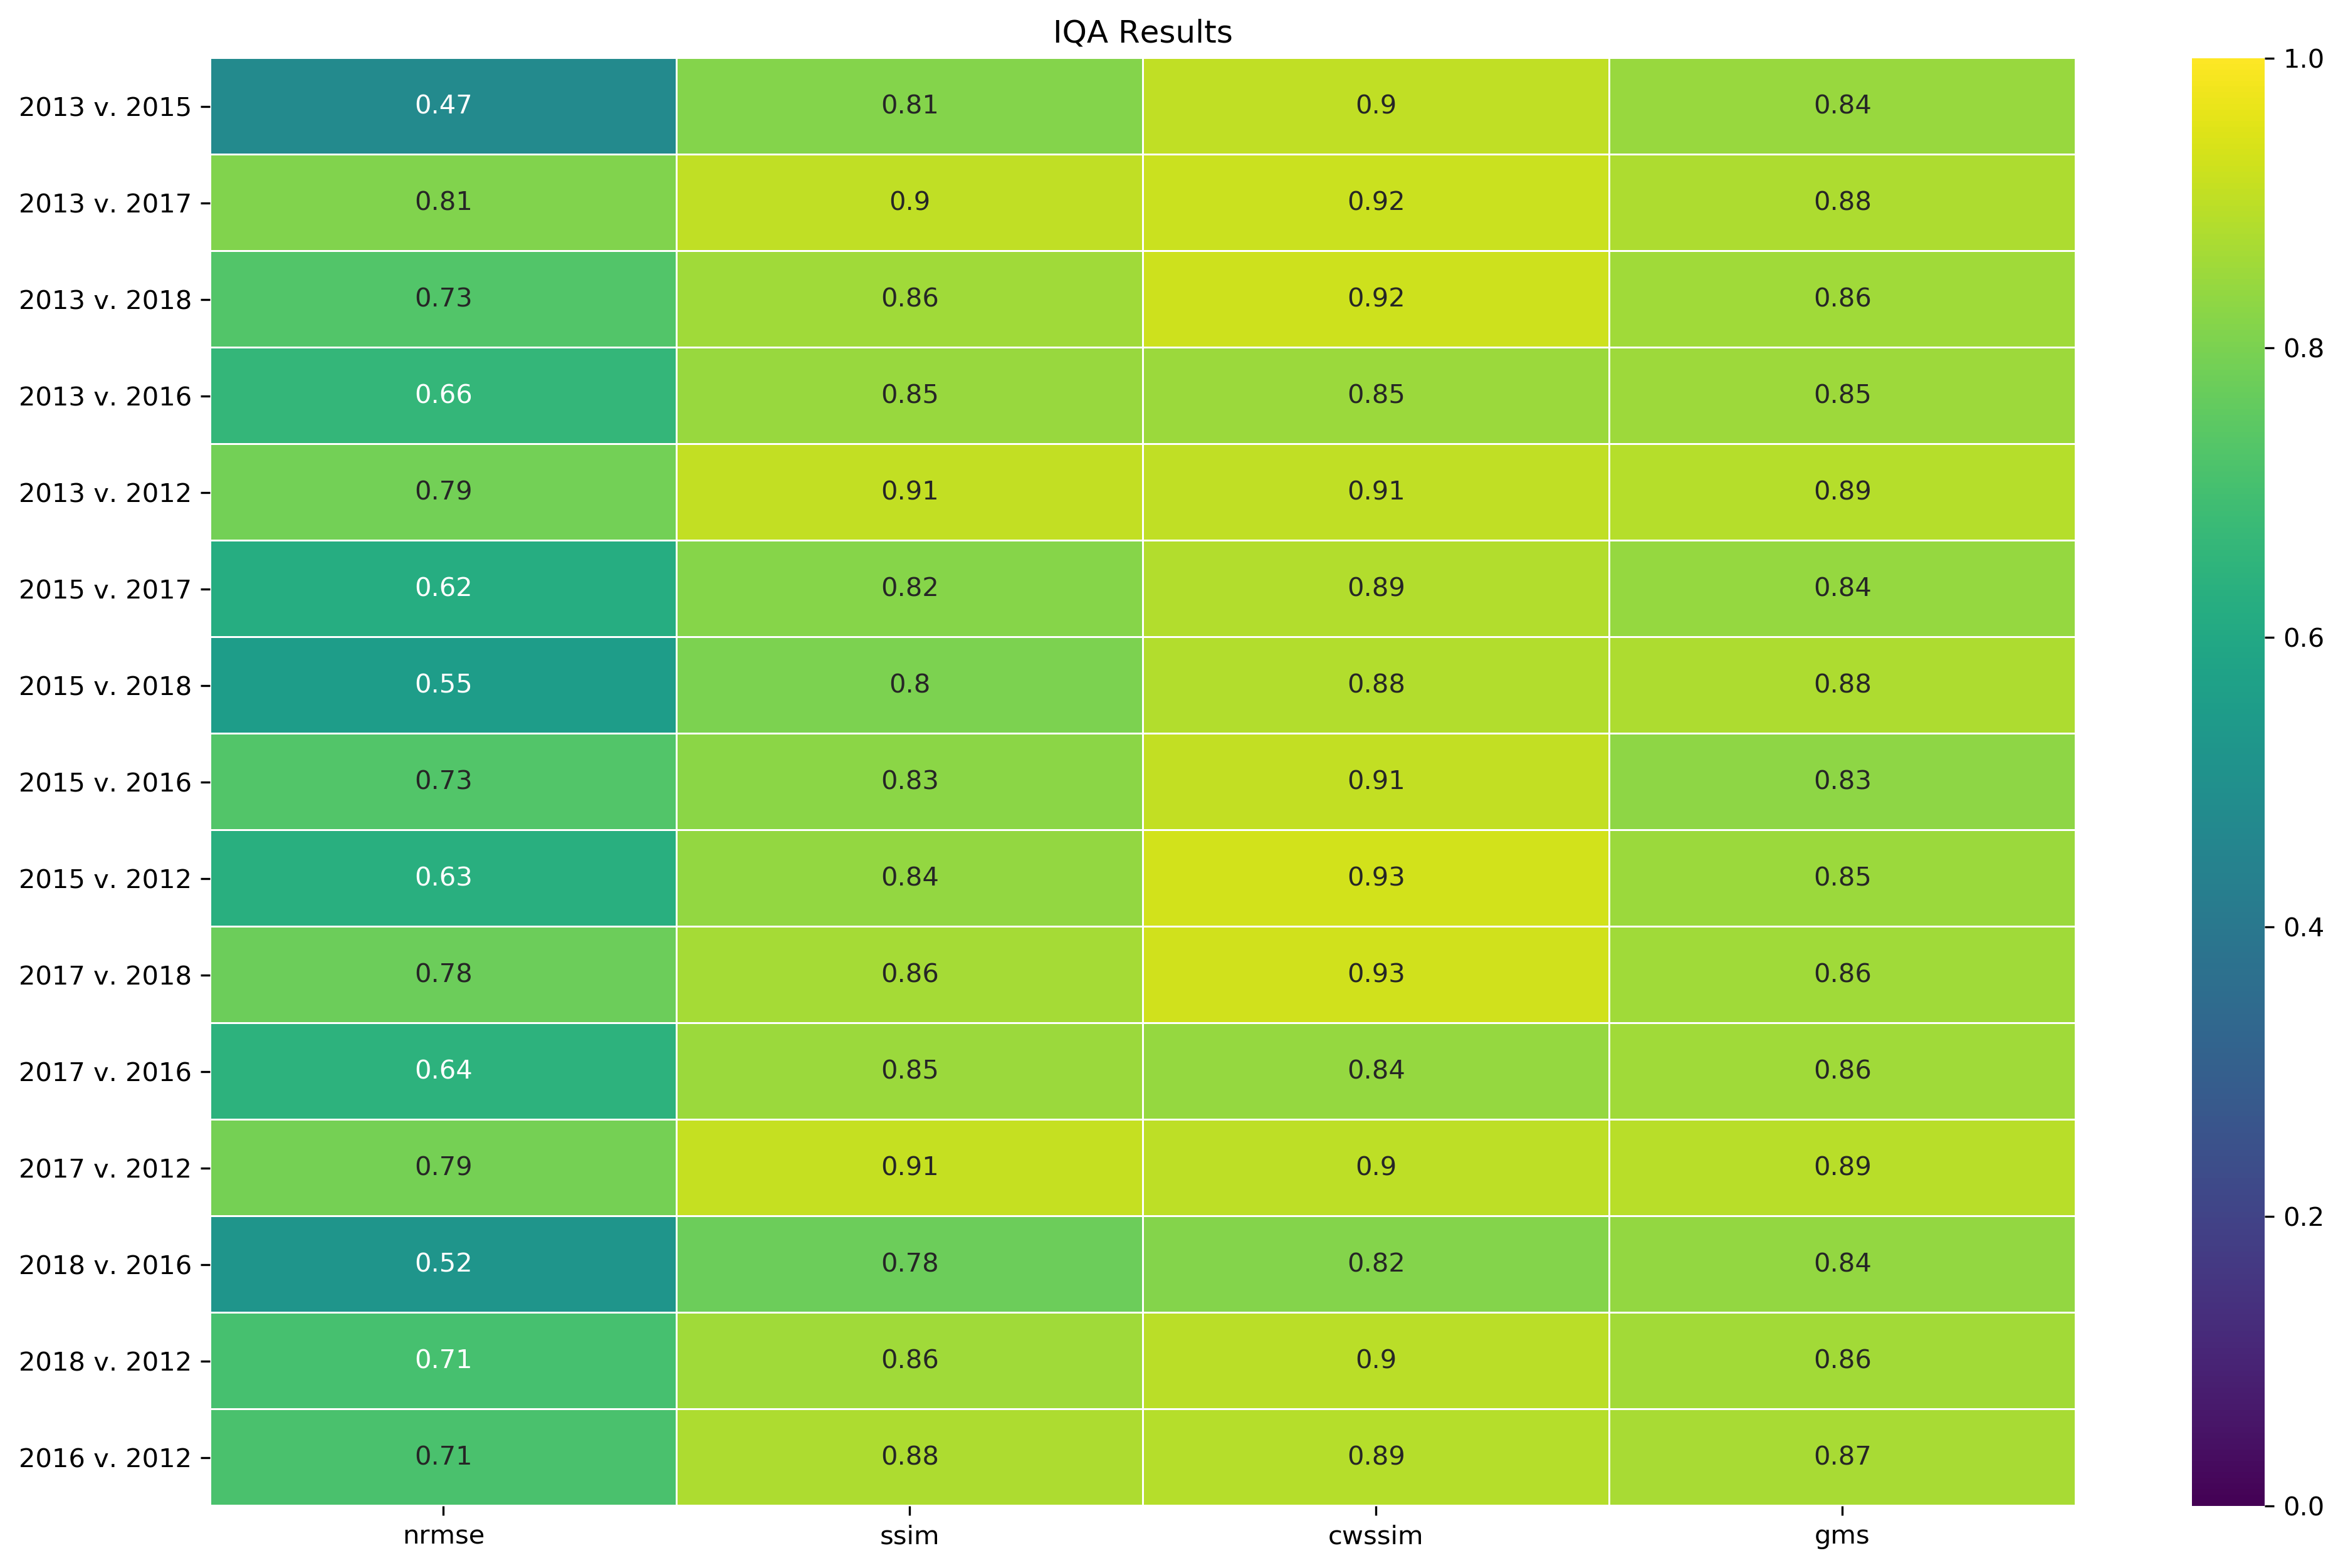 IQA Results
2013 v. 2015 0.47 0.81 0.9 0.84
2013 v. 2017 0.81 0.9 0.92 0.88
2013 v. 2018 0.73 0.86 0.92 0.86
2013 v. 2016 0.66 0.85 0.85 0.85
2013 v. 2012 0.79 0.91 0.91 0.89
2015 v. 2017 0.62 0.82 0.89 0.84
2015 v. 2018 0.55 0.8 0.88 0.88
2015 v. 2016 0.73 0.83 0.91 0.83
2015 v. 2012 0.63 0.84 0.93 0.85
2017 v. 2018 0.78 0.86 0.93 0.86
2017 v. 2016 0.64 0.85 0.84 0.86
2017 v. 2012 0.79 0.91 0.9 0.89
2018 v. 2016 0.52 0.78 0.82 0.84
2018 v. 2012 0.71 0.86 0.9 0.86
2016 v. 2012 0.71 0.88 0.89 0.87
nrmse ssim cwssim gms
1.0
0.8
0.6
0.4
0.2
0.0